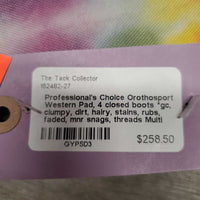 The Tack Collector
162482-27
Professional's Choice Orothosport
Western Pad, 4 closed boots *gc,
clumpy, dirt, hairy, stains, rubs,
faded, mnr snags, threads Multi
$258.50
GYPSD3